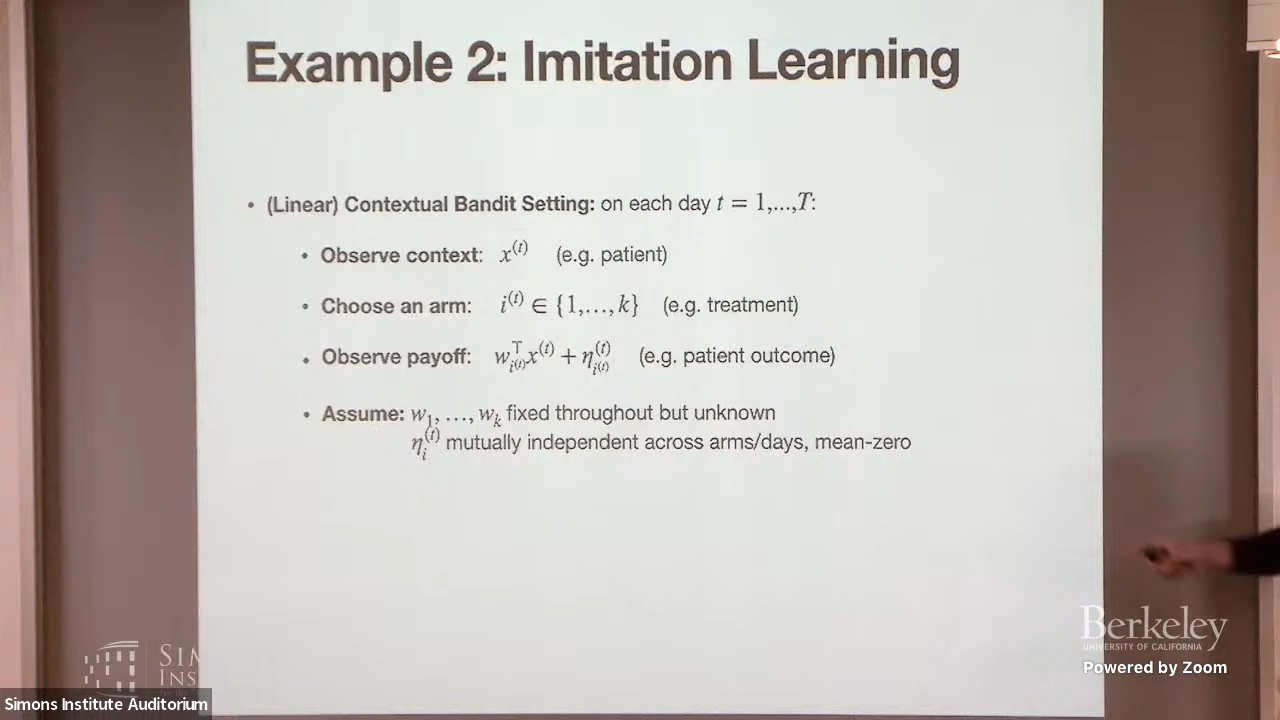 Example 2: Imitation Learning
• (Linear) Contextual Bandit Setting: on each day t = 1,...,T:
• Observe context: x^(t) (e.g. patient)
• Choose an arm: i^(t) ∈ {1,...,k} (e.g. treatment)
• Observe payoff: w_{i^(t)}^⊤ x^(t) + η_{i^(t)}^(t) (e.g. patient outcome)
• Assume: w_1, ..., w_k fixed throughout but unknown
η_i^(t) mutually independent across arms/days, mean-zero
Berkeley
UNIVERSITY OF CALIFORNIA
Powered by Zoom
Simons Institute Auditorium